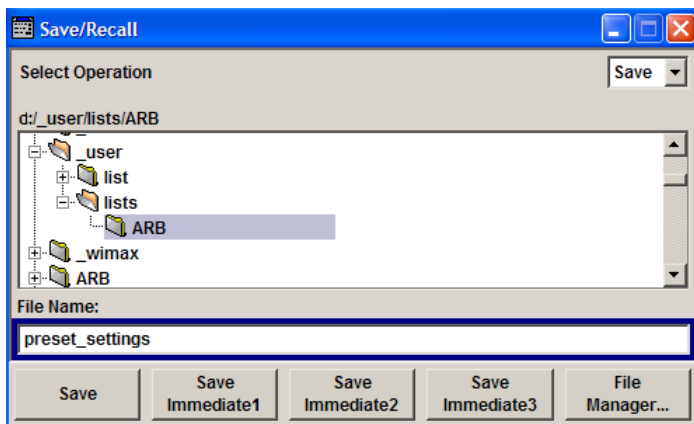 Save/Recall
Select Operation
Save
d:/_user/lists/ARB
_user
list
lists
ARB
_wimax
ARB
File Name:
preset_settings
Save
Save Immediate1
Save Immediate2
Save Immediate3
File Manager...